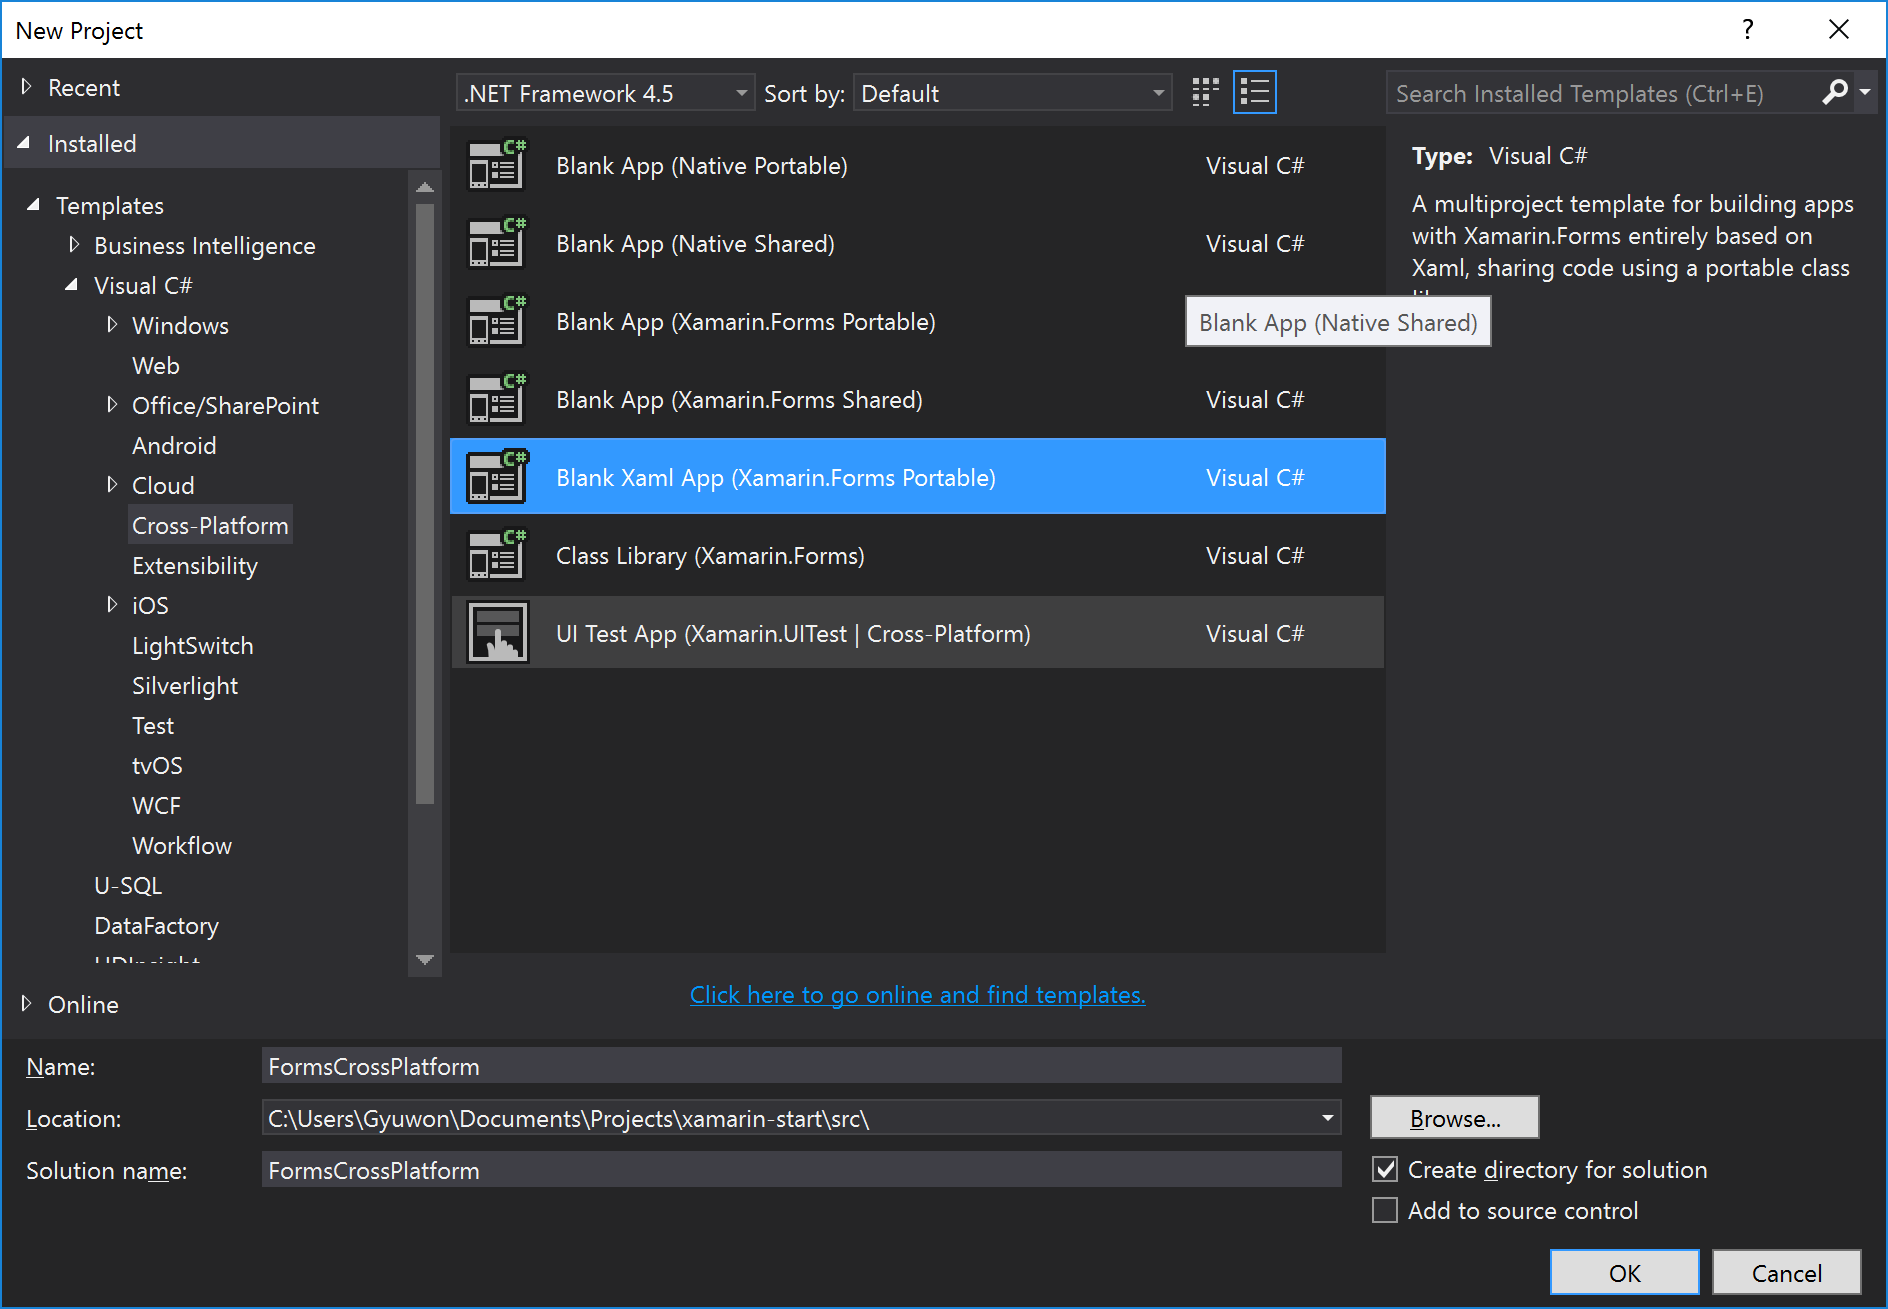 New Project
?
Recent
.NET Framework 4.5
Sort by:
Default
Search Installed Templates (Ctrl+E)
Installed
Templates
Business Intelligence
Visual C#
Windows
Web
Office/SharePoint
Android
Cloud
Cross-Platform
Extensibility
iOS
LightSwitch
Silverlight
Test
tvOS
WCF
Workflow
U-SQL
DataFactory
HDInsight
Online
C# Blank App (Native Portable) Visual C#
C# Blank App (Native Shared) Visual C#
C# Blank App (Xamarin.Forms Portable)
C# Blank App (Xamarin.Forms Shared) Visual C#
C# Blank Xaml App (Xamarin.Forms Portable) Visual C#
C# Class Library (Xamarin.Forms) Visual C#
UI Test App (Xamarin.UITest | Cross-Platform) Visual C#
Click here to go online and find templates.
Type: Visual C#
A multiproject template for building apps
with Xamarin.Forms entirely based on
Xaml, sharing code using a portable class
Blank App (Native Shared)
Name: FormsCrossPlatform
Location: C:\Users\Gyuwon\Documents\Projects\xamarin-start\src\
Browse...
Solution name: FormsCrossPlatform
Create directory for solution
Add to source control
OK
Cancel